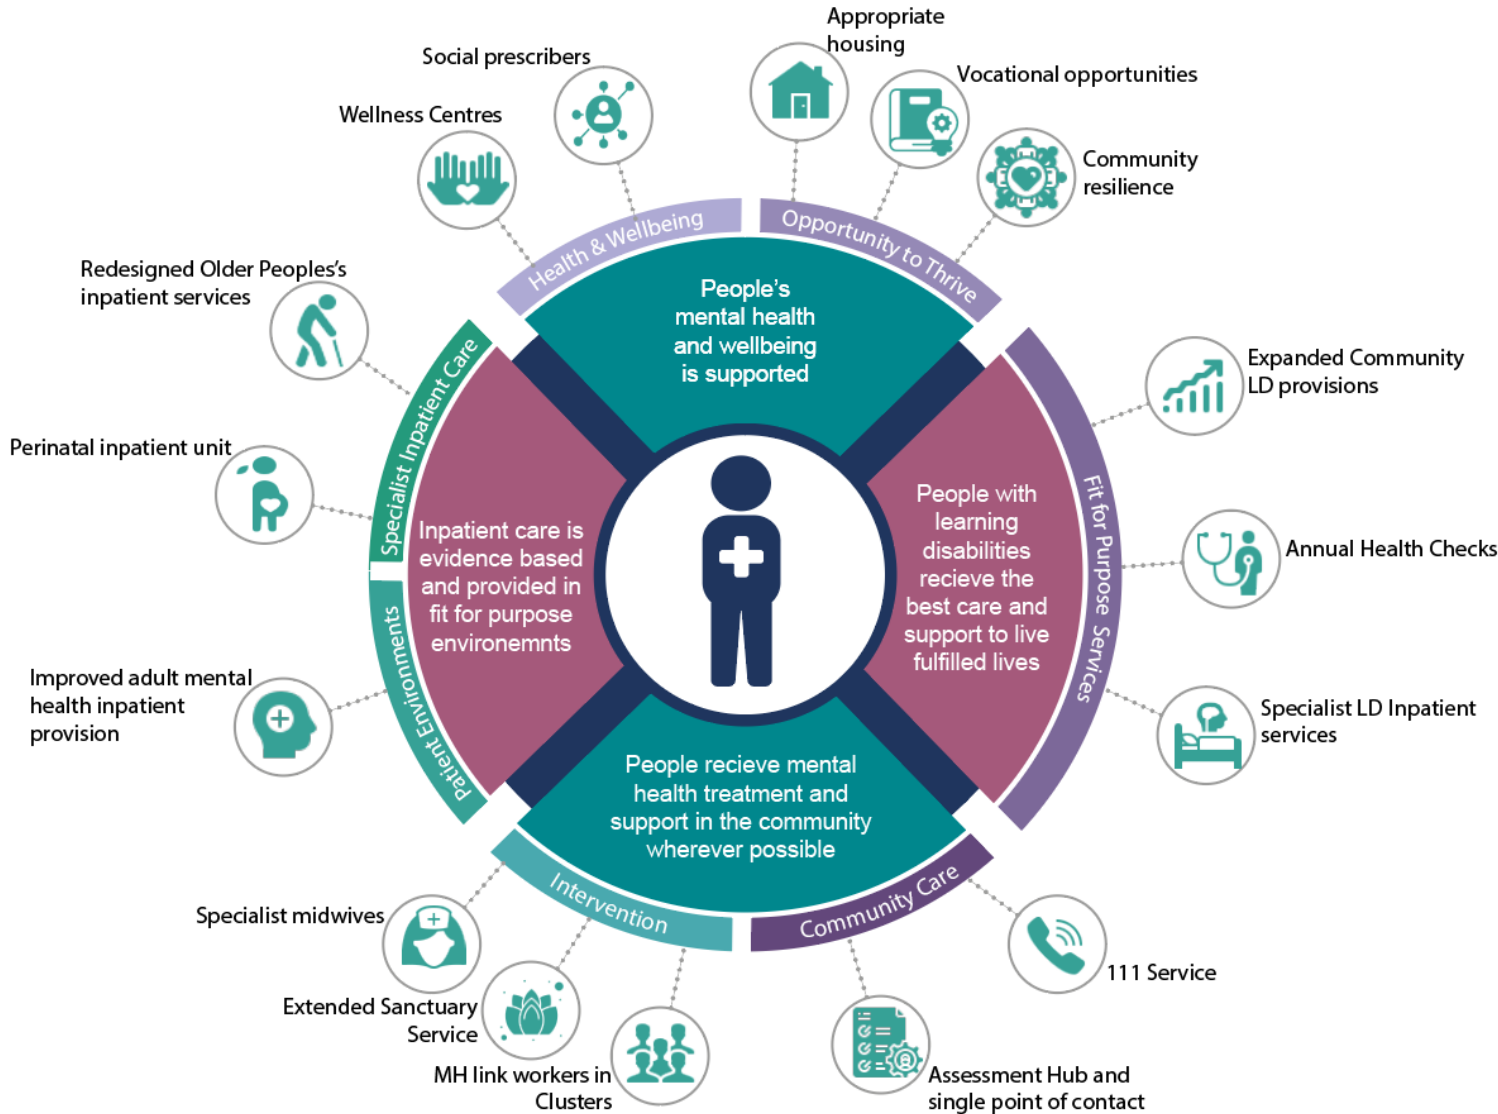 Appropriate
housing
Social prescribers
Vocational opportunities
Wellness Centres
Community
resilience
Health & Wellbeing
Opportunity to Thrive
Redesigned Older Peoples's
inpatient services
People's
mental health
and wellbeing
is supported
Expanded Community
LD provisions
Specialist Inpatient Care
Perinatal inpatient unit
Inpatient care is
evidence based
and provided in
fit for purpose
environemnts
People with
learning
disabilities
recieve the
best care and
support to live
fulfilled lives
Fit for Purpose Services
Annual Health Checks
Patient Environments
Improved adult mental
health inpatient
provision
Specialist LD Inpatient
services
People recieve mental
health treatment and
support in the community
wherever possible
Intervention
Community Care
Specialist midwives
111 Service
Extended Sanctuary
Service
MH link workers in
Clusters
Assessment Hub and
single point of contact